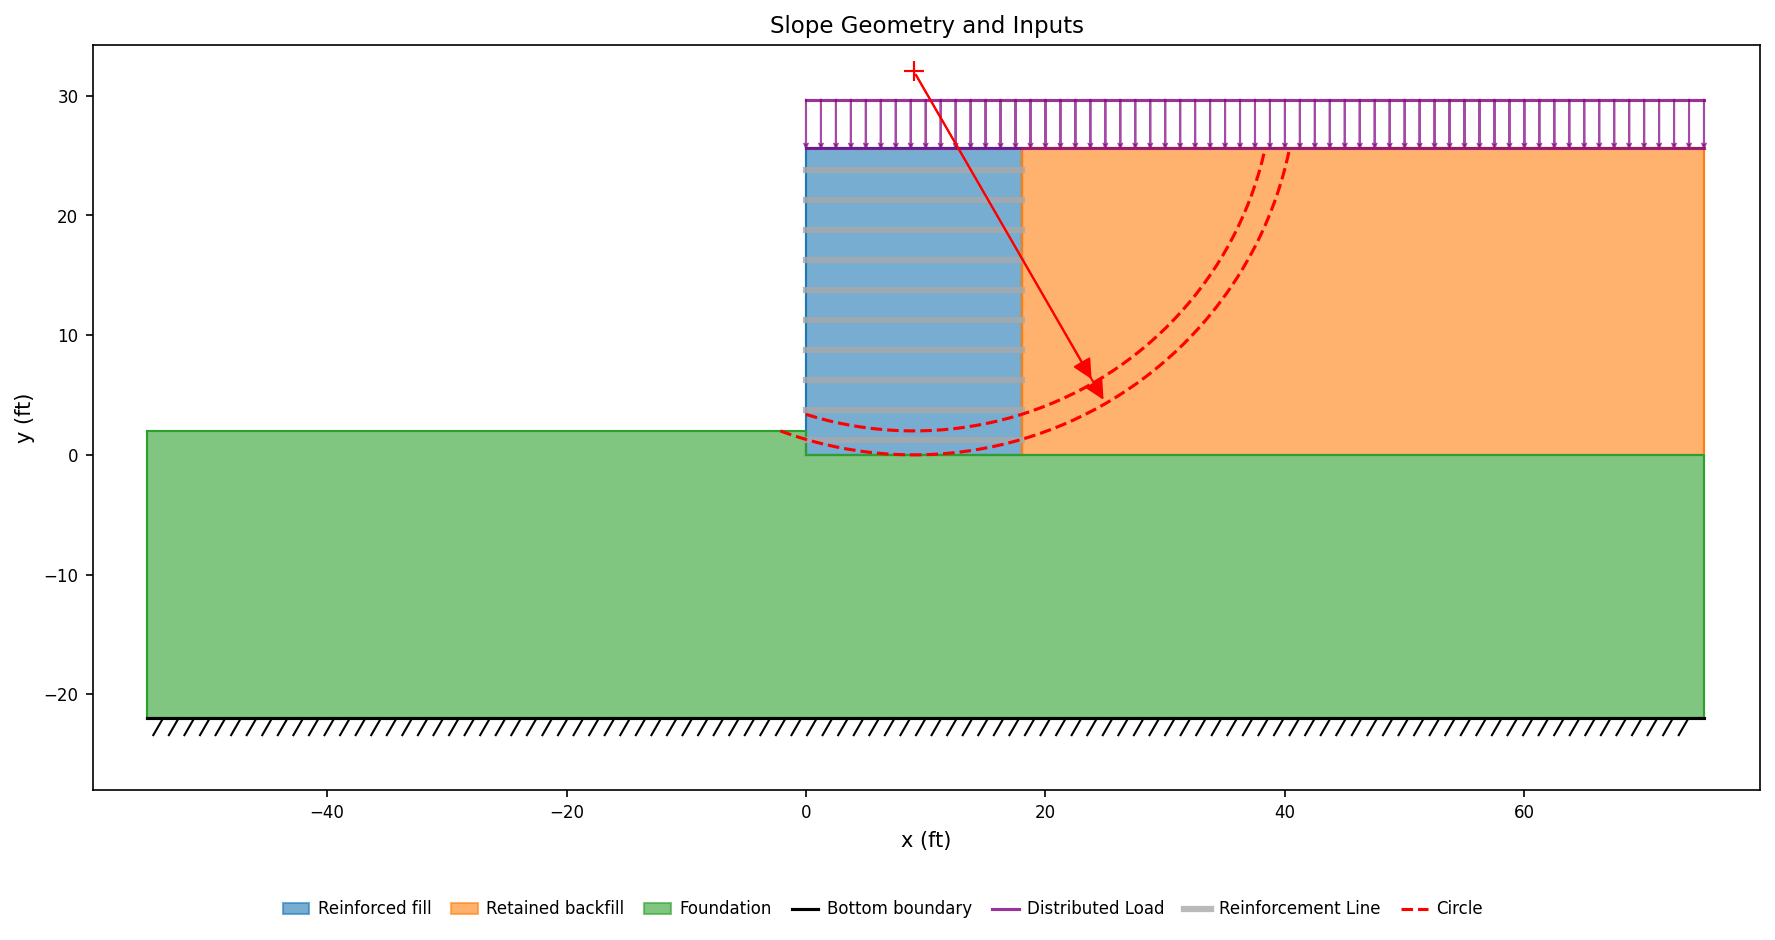 Slope Geometry and Inputs
30
20
10
0
−10
−20
y (ft)
−40
−20
0
20
40
60
x (ft)
Reinforced fill
Retained backfill
Foundation
Bottom boundary
Distributed Load
Reinforcement Line
Circle